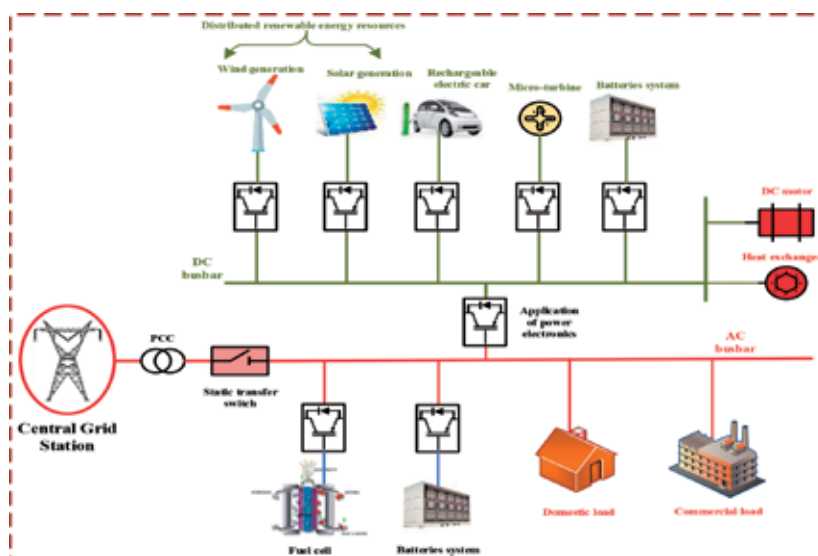 Distributed renewable energy resources
Wind generation
Solar generation
Rechargeable
electric car
Micro-turbine
Batteries system
DC motor
Heat exchange
DC
busbar
Application
of power
electronics
AC
busbar
PCC
Static transfer
switch
Central Grid
Station
Fuel cell
Batteries system
Domestic load
Commercial load